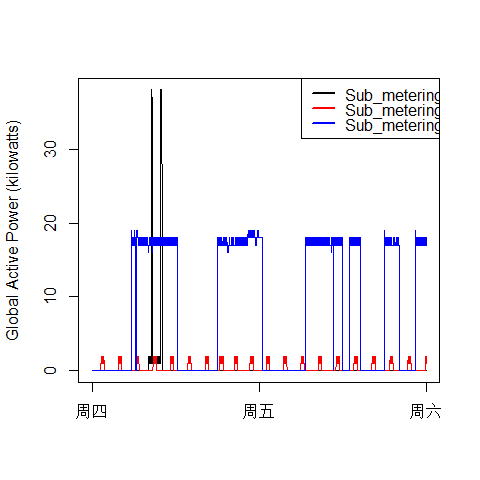 Sub_metering
Sub_metering
Sub_metering
Global Active Power (kilowatts)
30
20
10
0
周四
周五
周六